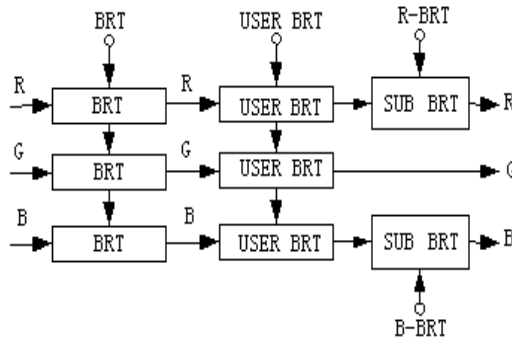 BRT USER BRT R-BRT
R R
BRT USER BRT SUB BRT R
G G
BRT USER BRT G
B B
BRT USER BRT SUB BRT B
B-BRT